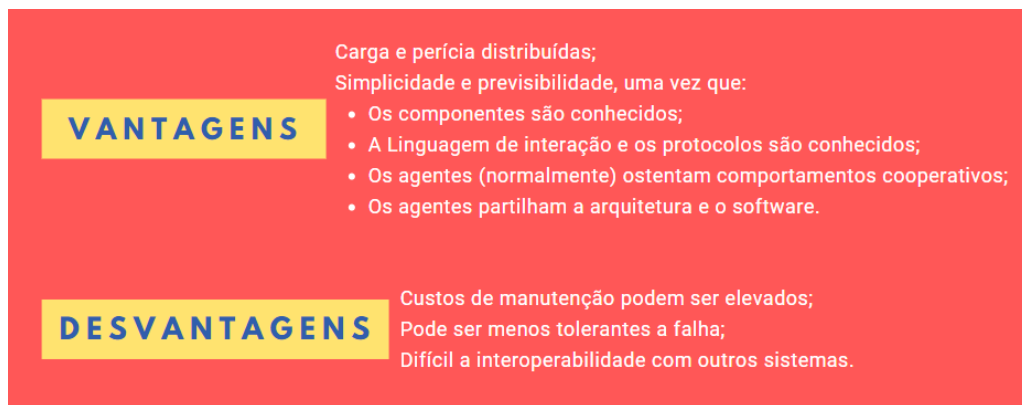 Carga e perícia distribuídas;
Simplicidade e previsibilidade, uma vez que:
VANTAGENS
• Os componentes são conhecidos;
• A Linguagem de interação e os protocolos são conhecidos;
• Os agentes (normalmente) ostentam comportamentos cooperativos;
• Os agentes partilham a arquitetura e o software.
DESVANTAGENS
Custos de manutenção podem ser elevados;
Pode ser menos tolerantes a falha;
Difícil a interoperabilidade com outros sistemas.